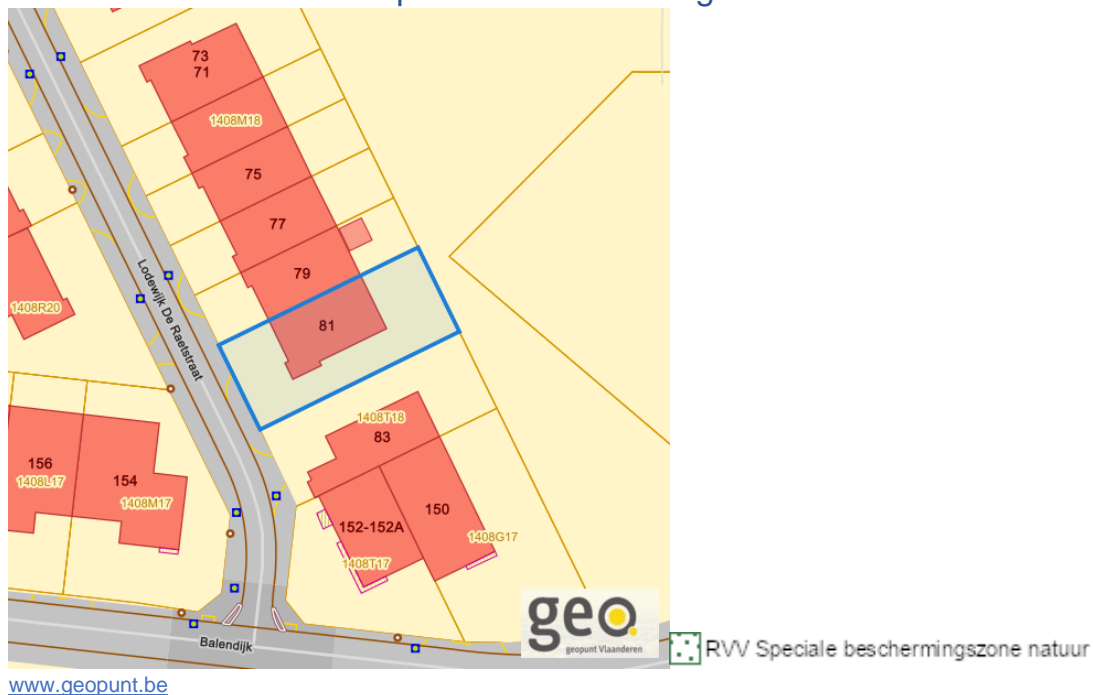 73
71
1408M18
75
77
79
81
Lodewijk De Raetstraat
1408R20
1408T18
83
156
1408L17
154
1408M17
152-152A
150
1408G17
1408T17
Balendijk
geo.
geopunt Vlaanderen
RVV Speciale beschermingszone natuur
www.geopunt.be